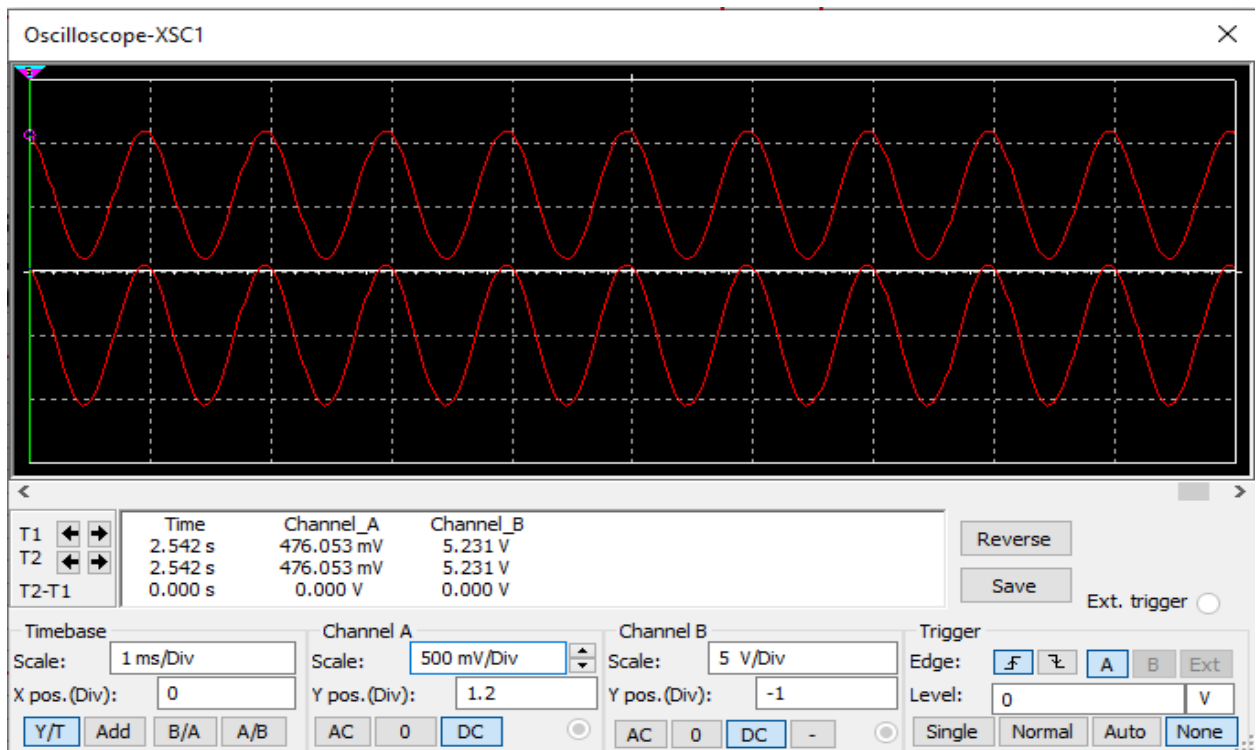 Oscilloscope-XSC1
Time Channel_A Channel_B
T1 2.542 s 476.053 mV 5.231 V
T2 2.542 s 476.053 mV 5.231 V
T2-T1 0.000 s 0.000 V 0.000 V
Reverse
Save
Ext. trigger
Timebase
Scale: 1 ms/Div
X pos.(Div): 0
Y/T Add B/A A/B
Channel A
Scale: 500 mV/Div
Y pos.(Div): 1.2
AC 0 DC
Channel B
Scale: 5 V/Div
Y pos.(Div): -1
AC 0 DC -
Trigger
Edge: A B Ext
Level: 0 V
Single Normal Auto None